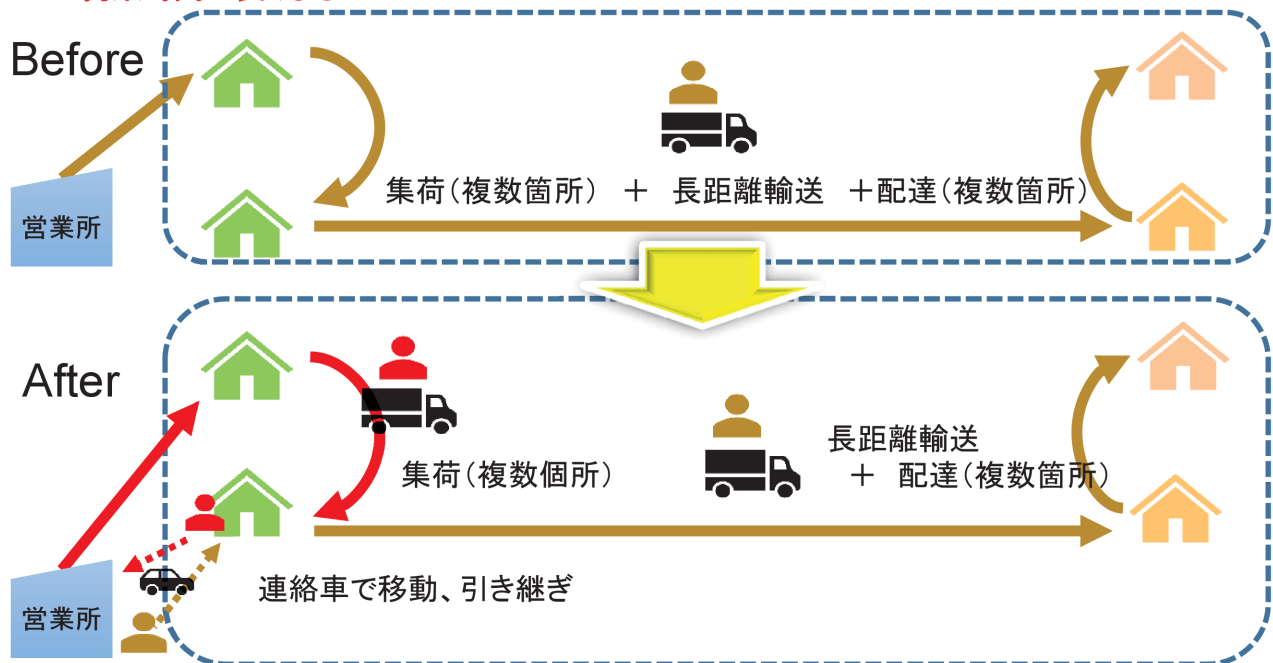 Before
集荷(複数箇所) + 長距離輸送 +配達(複数箇所)
営業所
After
長距離輸送
+ 配達(複数箇所)
集荷(複数個所)
連絡車で移動、引き継ぎ
営業所